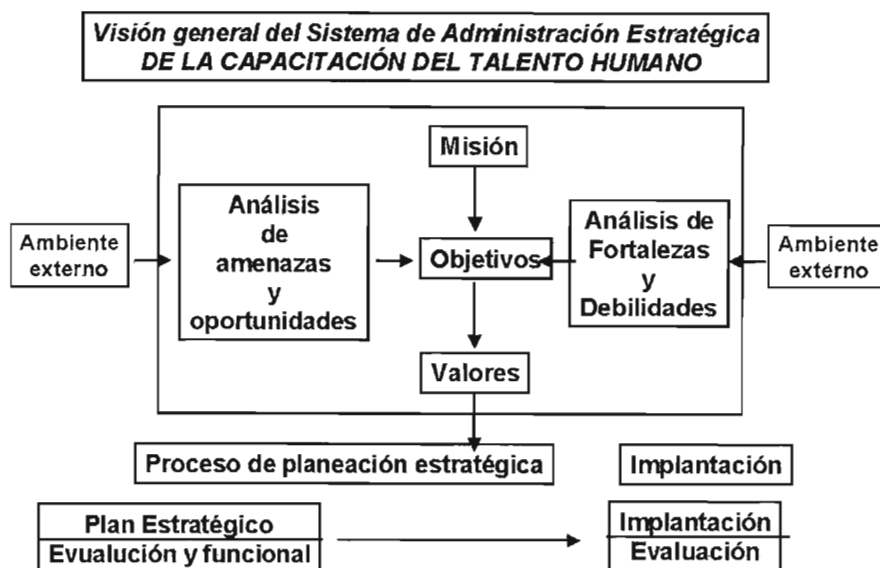 Visión general del Sistema de Administración Estratégica
DE LA CAPACITACIÓN DEL TALENTO HUMANO
Misión
Ambiente
externo
Análisis
de
amenazas
y
oportunidades
Objetivos
Análisis de
Fortalezas
y
Debilidades
Ambiente
externo
Valores
Proceso de planeación estratégica
Implantación
Plan Estratégico
Evualución y funcional
Implantación
Evaluación